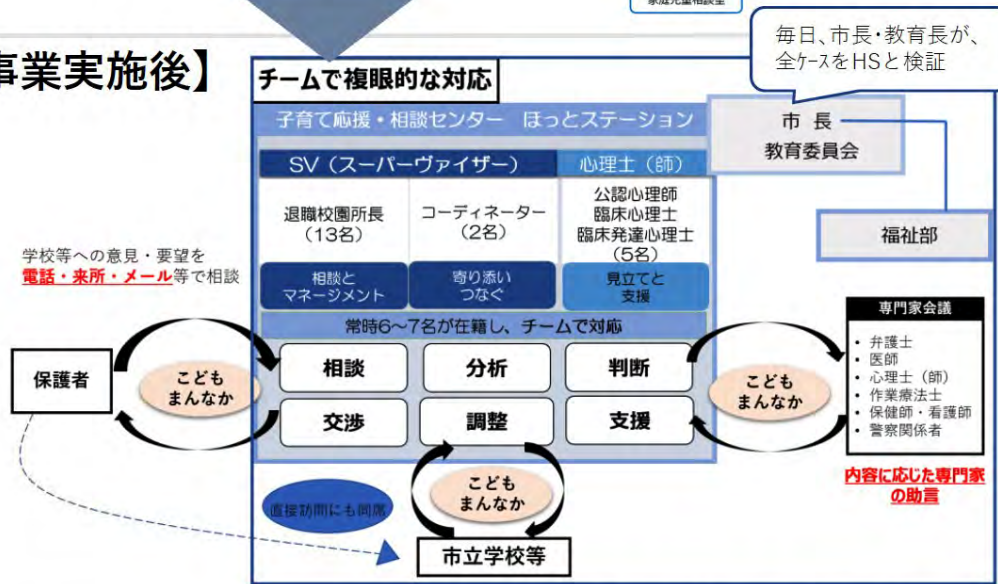 家庭児童相談室
毎日、市長・教育長が、
全ｹｰｽをHSと検証
事業実施後】
チームで複眼的な対応
子育て応援・相談センター　ほっとステーション
市 長
教育委員会
SV（スーパーヴァイザー）
心理士（師）
退職校園所長
（13名）
コーディネーター
（2名）
公認心理師
臨床心理士
臨床発達心理士
（5名）
福祉部
学校等への意見・要望を
電話・来所・メール等で相談
相談と
マネージメント
寄り添い
つなぐ
見立てと
支援
常時6～7名が在籍し、チームで対応
専門家会議
• 弁護士
• 医師
• 心理士（師）
• 作業療法士
• 保健師・看護師
• 警察関係者
保護者
こども
まんなか
相談
分析
判断
交渉
調整
支援
こども
まんなか
内容に応じた専門家
の助言
こども
まんなか
直接訪問にも同席
市立学校等